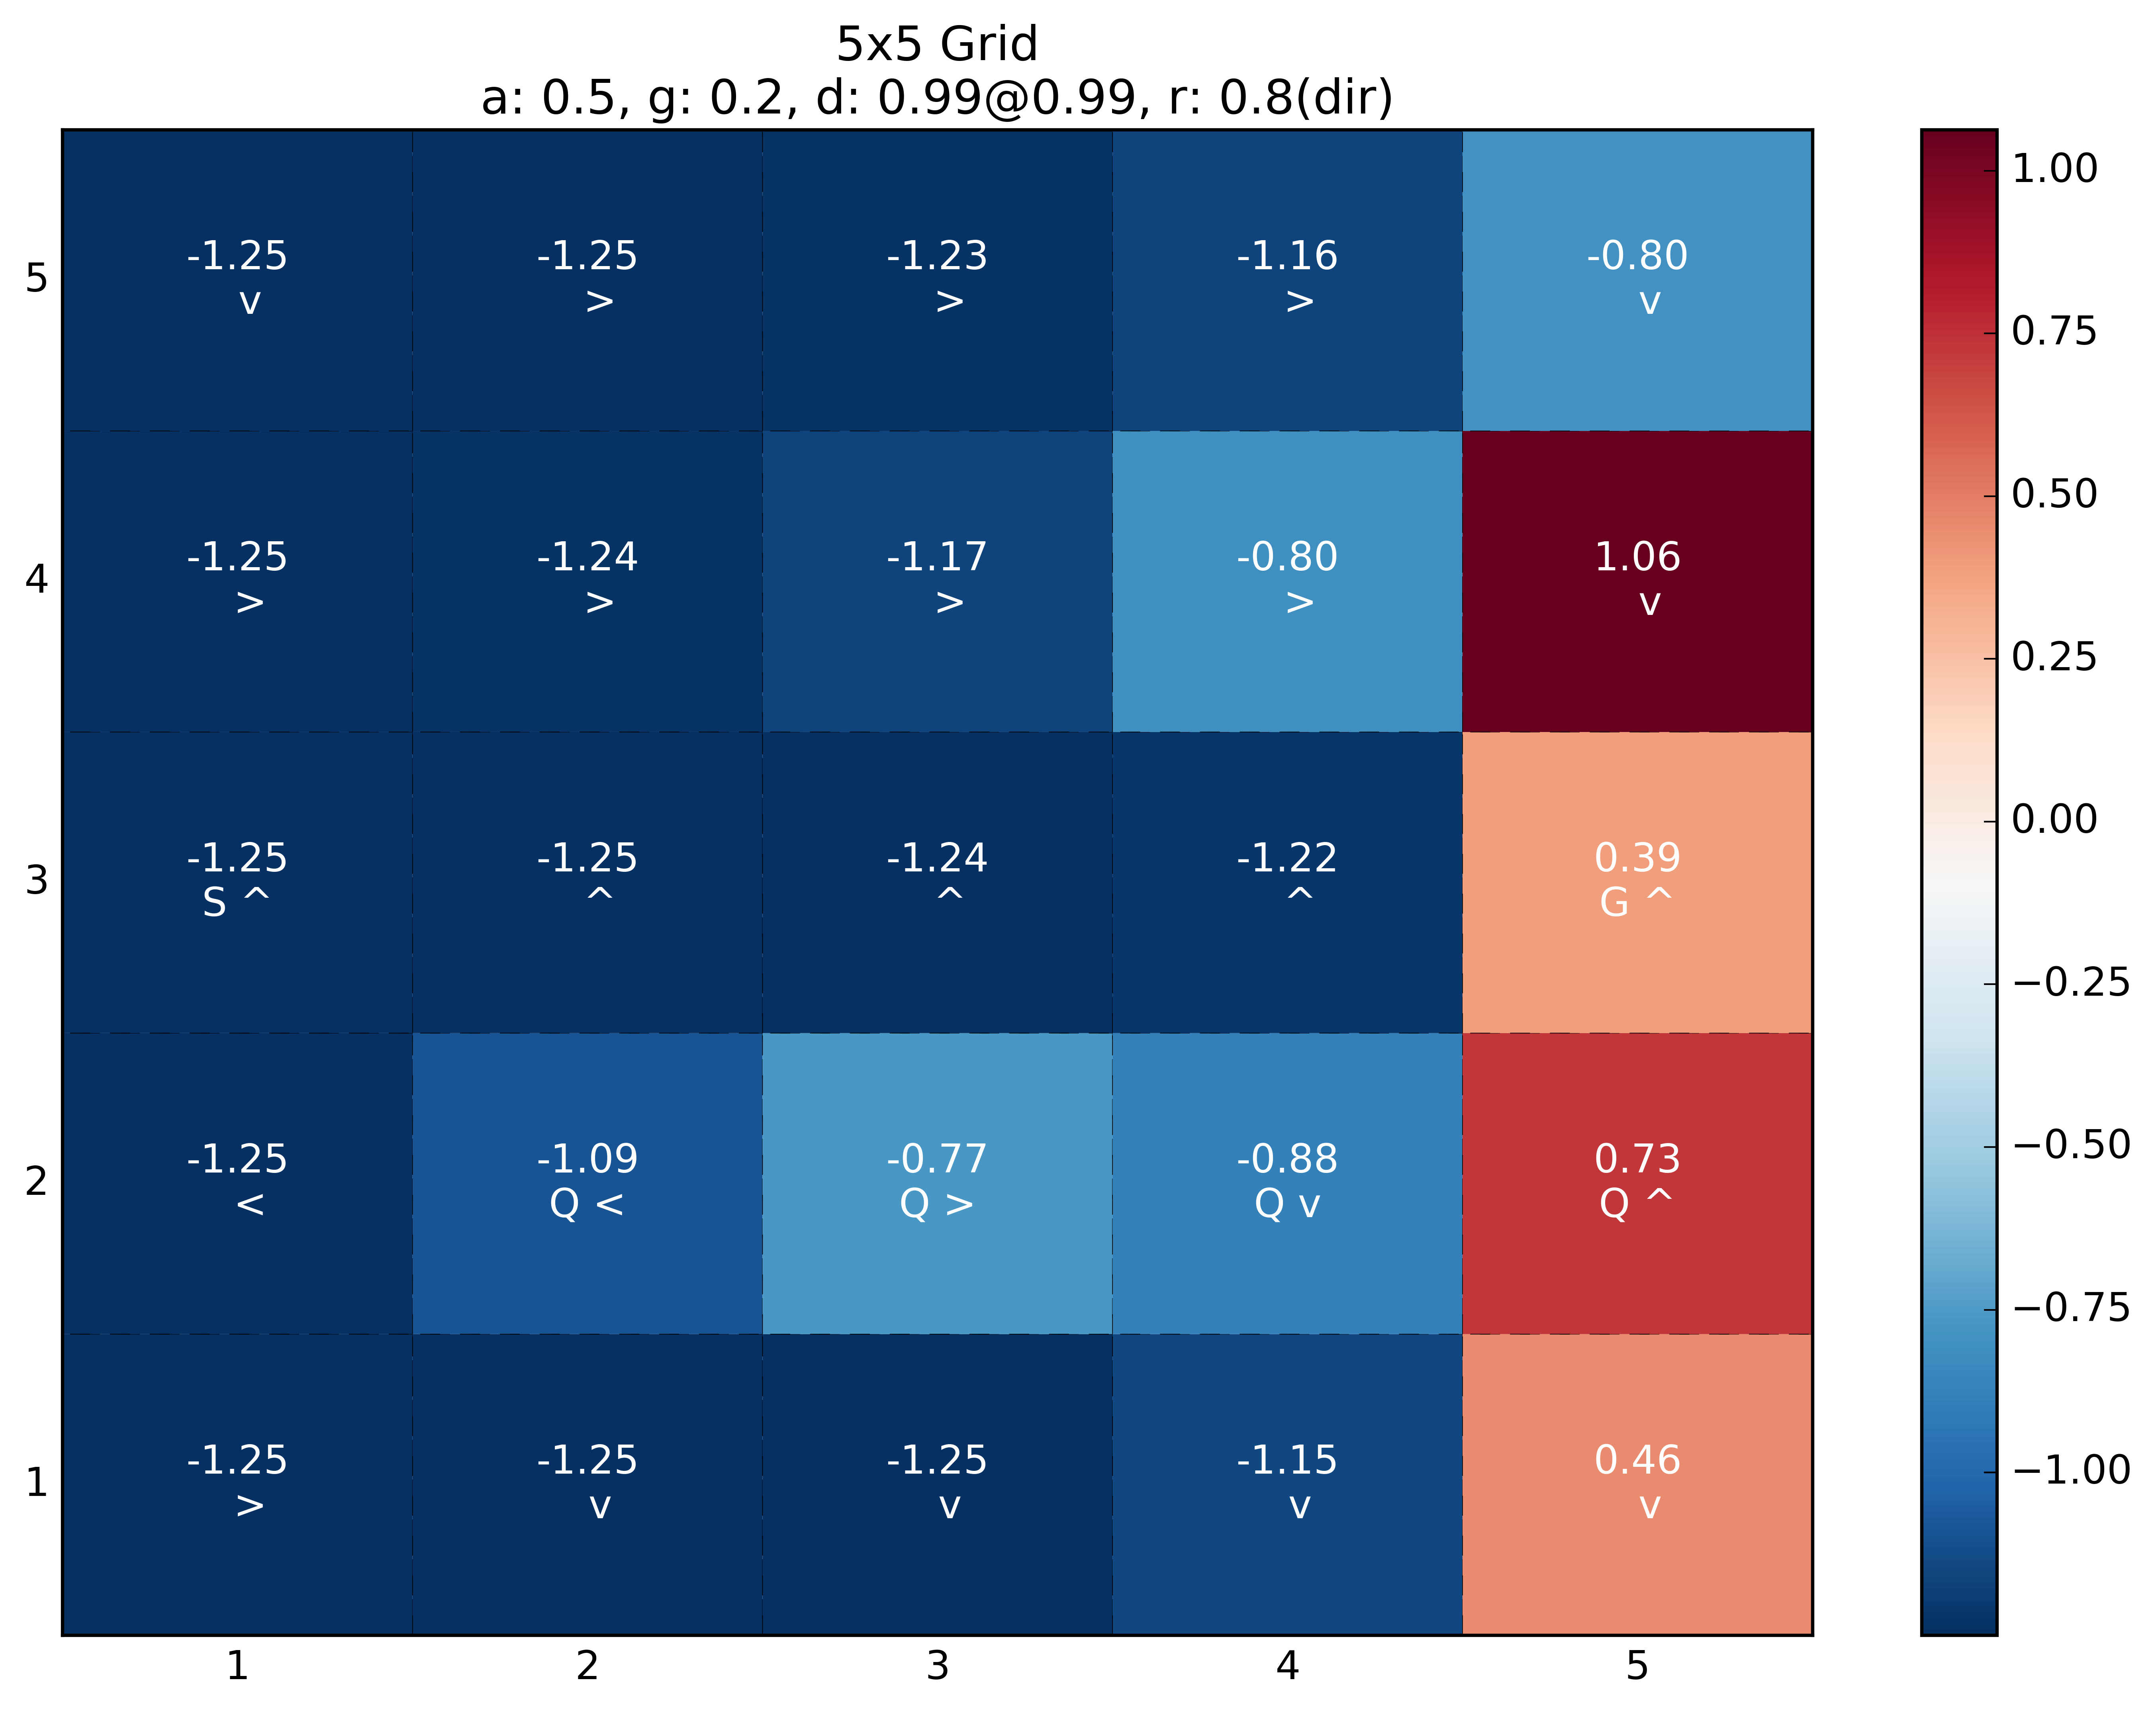 5x5 Grid
a: 0.5, g: 0.2, d: 0.99@0.99, r: 0.8(dir)
5
-1.25 -1.25 -1.23 -1.16 -0.80
v > > > v
4
-1.25 -1.24 -1.17 -0.80 1.06
> > > > v
3
-1.25 -1.25 -1.24 -1.22 0.39
S ^ ^ ^ ^ G ^
2
-1.25 -1.09 -0.77 -0.88 0.73
< Q < Q > Q v Q ^
1
-1.25 -1.25 -1.25 -1.15 0.46
> v v v v
1 2 3 4 5
1.00
0.75
0.50
0.25
0.00
−0.25
−0.50
−0.75
−1.00